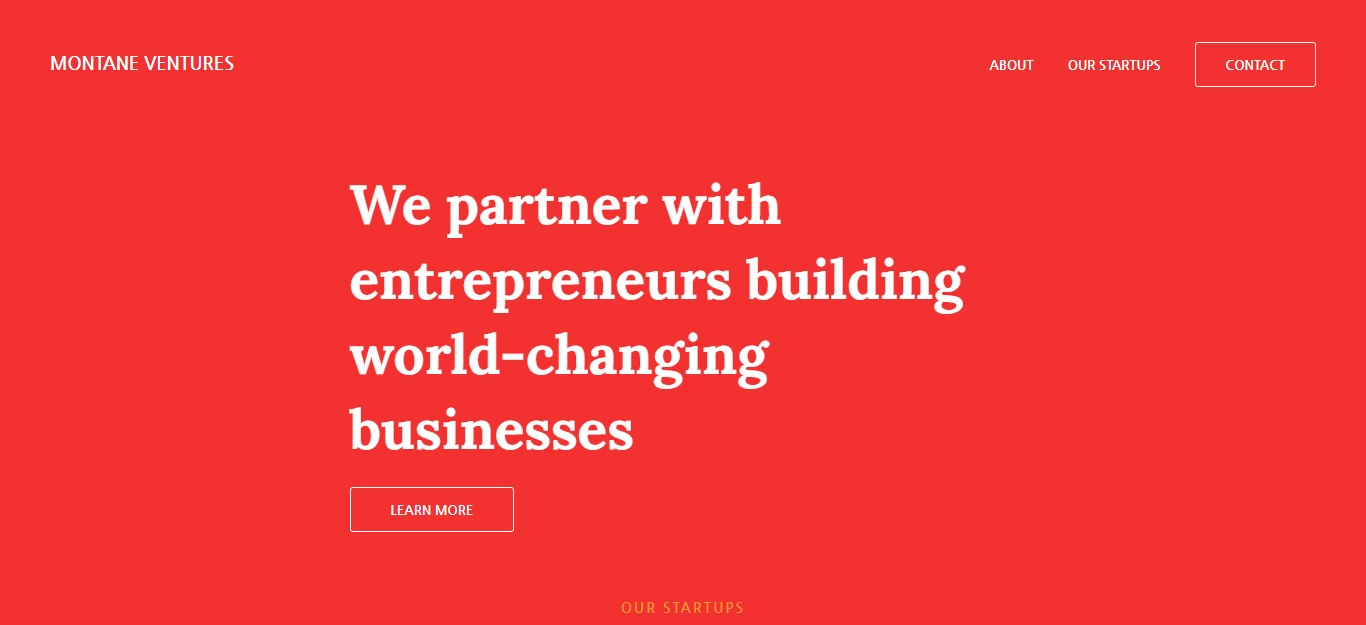 MONTANE VENTURES
ABOUT OUR STARTUPS CONTACT
We partner with
entrepreneurs building
world-changing
businesses
LEARN MORE
OUR STARTUPS